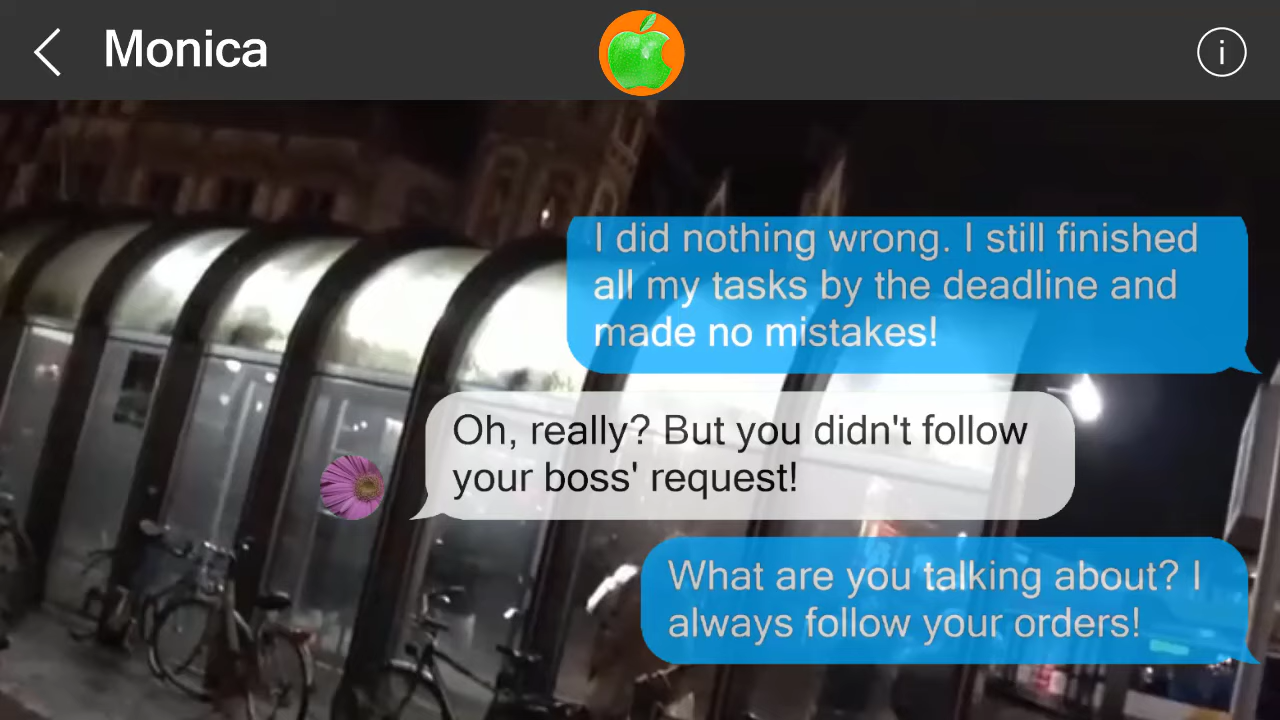 Monica
i
I did nothing wrong. I still finished
all my tasks by the deadline and
made no mistakes!
Oh, really? But you didn't follow
your boss' request!
What are you talking about? I
always follow your orders!